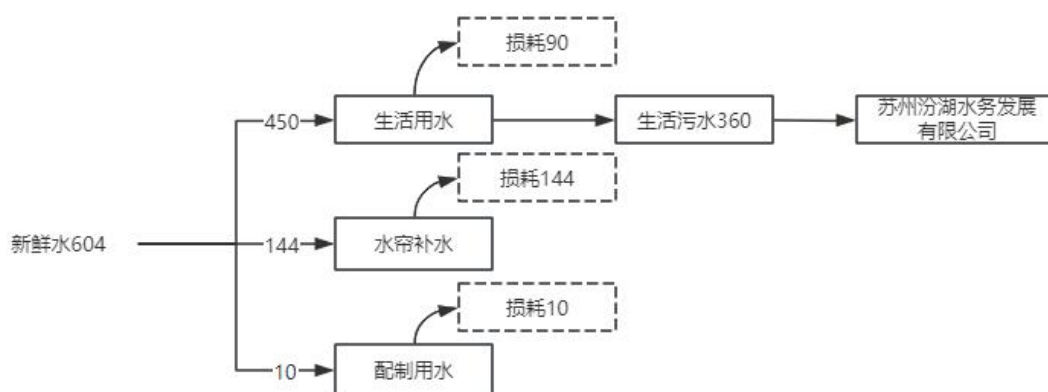 损耗90
450
生活用水
生活污水360
苏州汾湖水务发展
有限公司
损耗144
新鲜水604
144
水帘补水
损耗10
10
配制用水